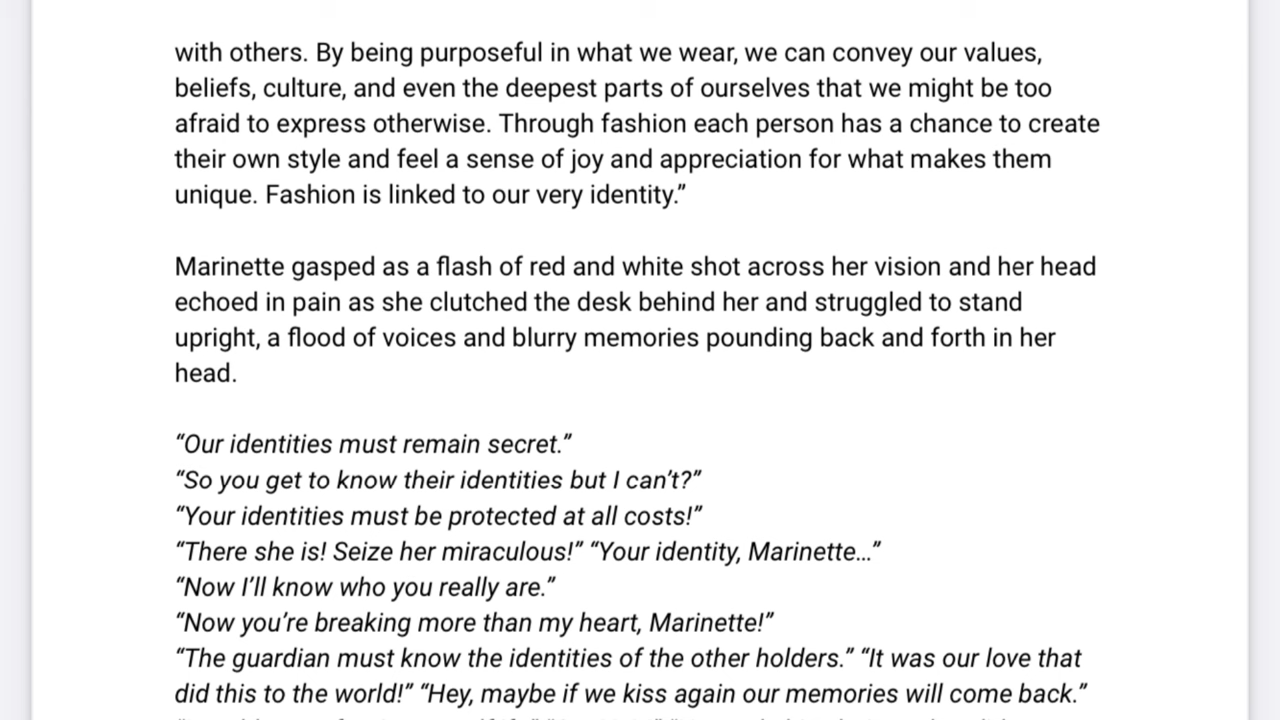 with others. By being purposeful in what we wear, we can convey our values,
beliefs, culture, and even the deepest parts of ourselves that we might be too
afraid to express otherwise. Through fashion each person has a chance to create
their own style and feel a sense of joy and appreciation for what makes them
unique. Fashion is linked to our very identity.”
Marinette gasped as a flash of red and white shot across her vision and her head
echoed in pain as she clutched the desk behind her and struggled to stand
upright, a flood of voices and blurry memories pounding back and forth in her
head.
“Our identities must remain secret.”
“So you get to know their identities but I can’t?”
“Your identities must be protected at all costs!”
“There she is! Seize her miraculous!” “Your identity, Marinette…”
“Now I’ll know who you really are.”
“Now you’re breaking more than my heart, Marinette!”
“The guardian must know the identities of the other holders.” “It was our love that
did this to the world!” “Hey, maybe if we kiss again our memories will come back.”